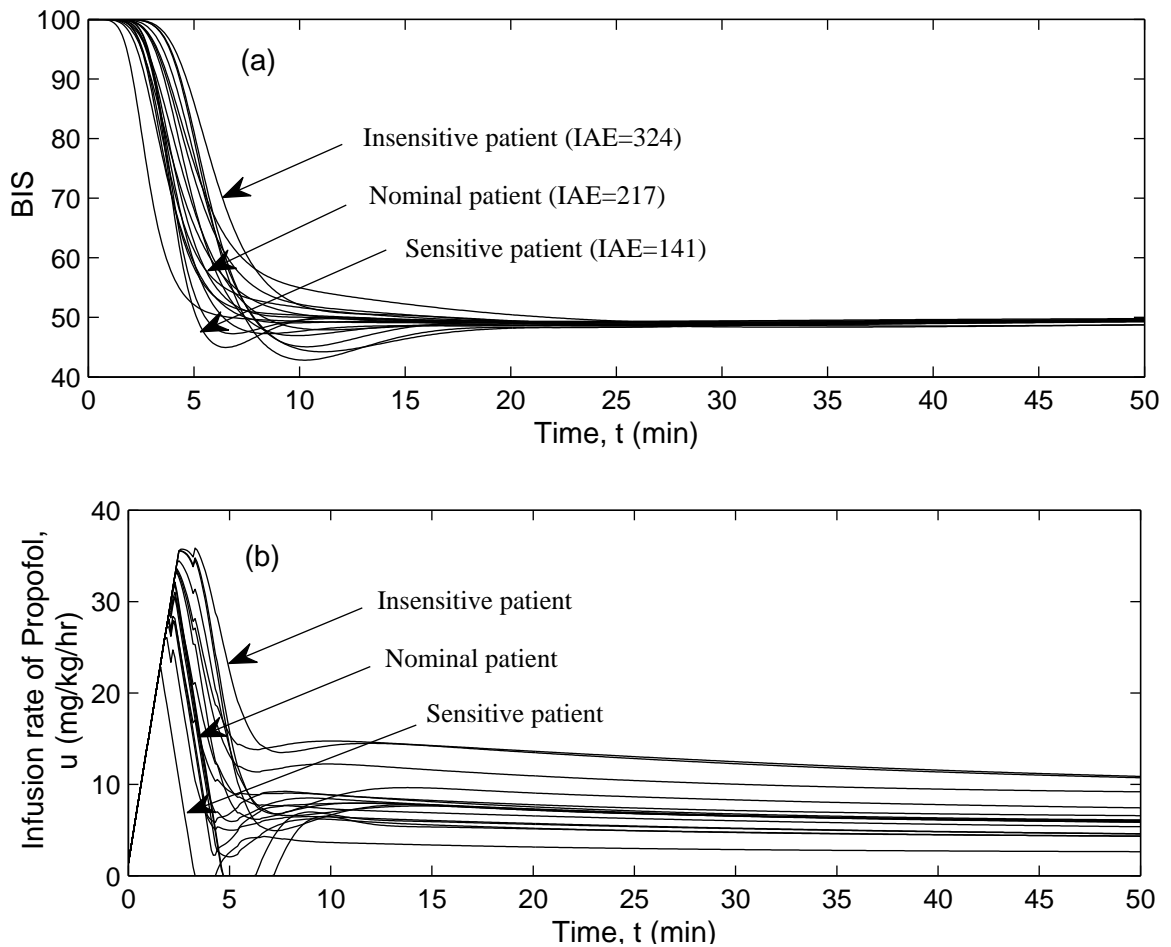 100
90
80
70
60
50
40
BIS
(a)
Insensitive patient (IAE=324)
Nominal patient (IAE=217)
Sensitive patient (IAE=141)
0 5 10 15 20 25 30 35 40 45 50
Time, t (min)
40
30
20
10
0
Infusion rate of Propofol,
u (mg/kg/hr)
(b)
Insensitive patient
Nominal patient
Sensitive patient
0 5 10 15 20 25 30 35 40 45 50
Time, t (min)